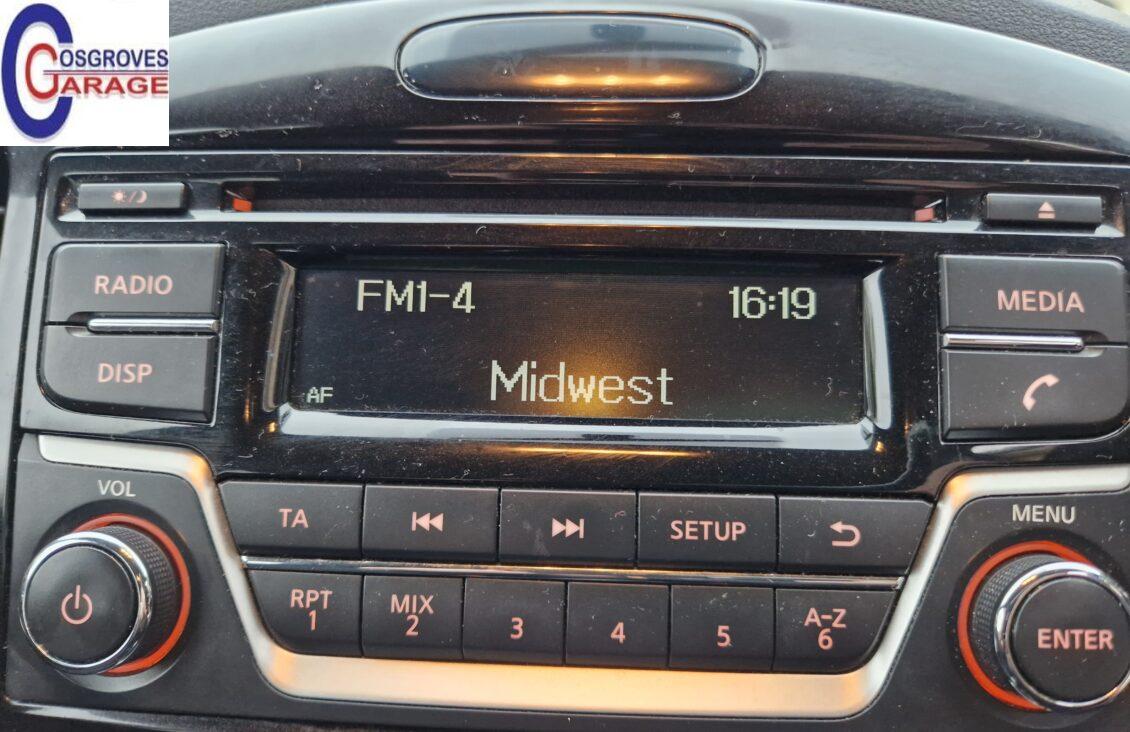 COSGROVES
GARAGE
RADIO
DISP
FM1-4
16:19
AF
Midwest
MEDIA
VOL
TA
SETUP
MENU
RPT
1
MIX
2
3
4
5
A-Z
6
ENTER